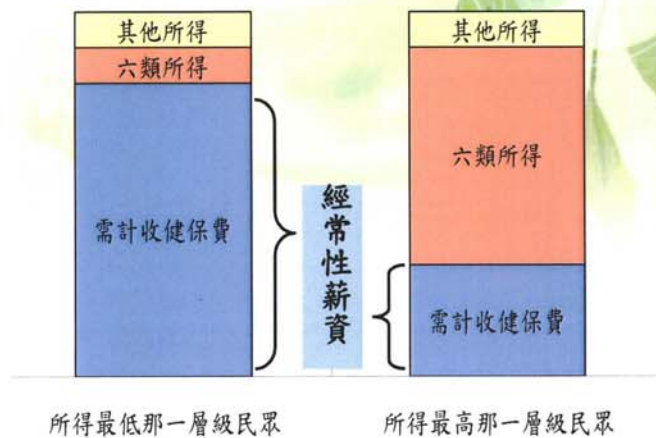 其他所得
六類所得
需計收健保費
經常性薪資
其他所得
六類所得
需計收健保費
所得最低那一層級民眾
所得最高那一層級民眾